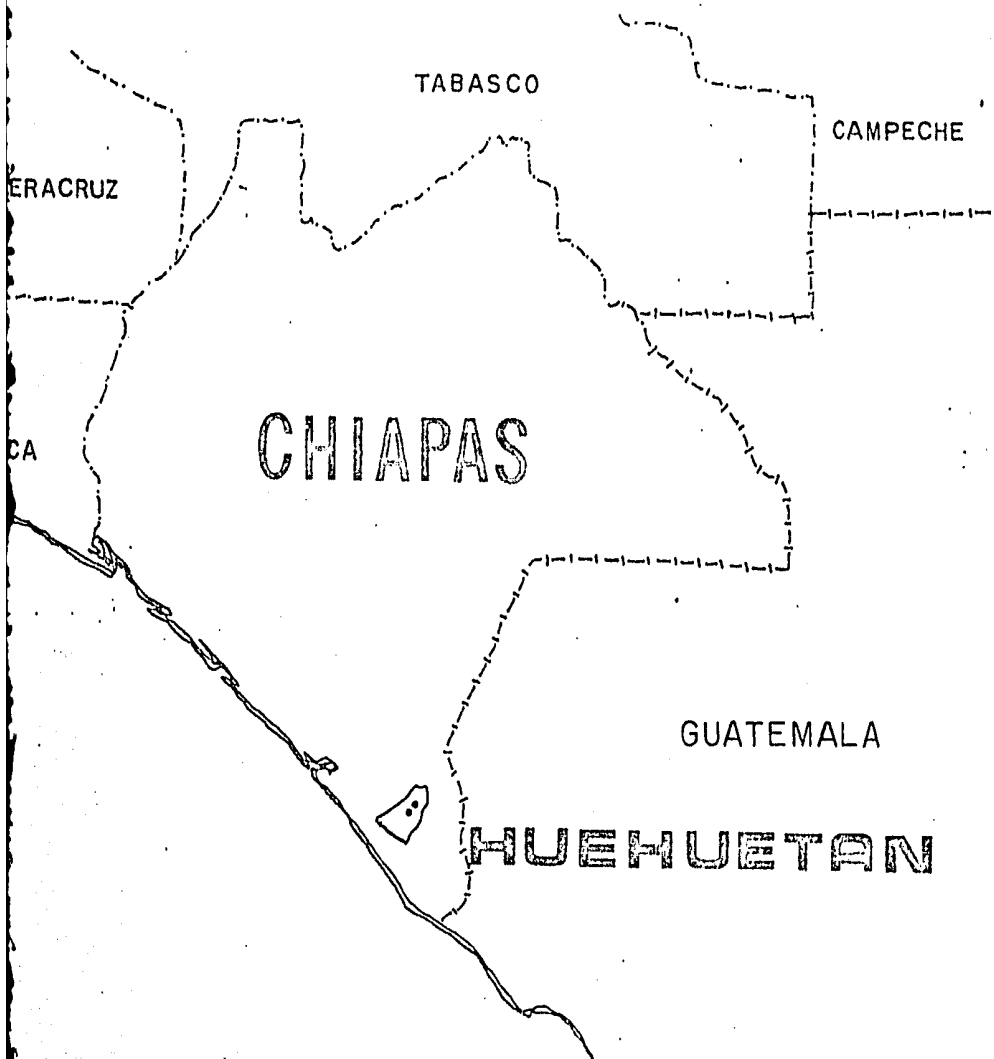 TABASCO
CAMPECHE
ERACRUZ
CHIAPAS
CA
GUATEMALA
HUEHUETAN